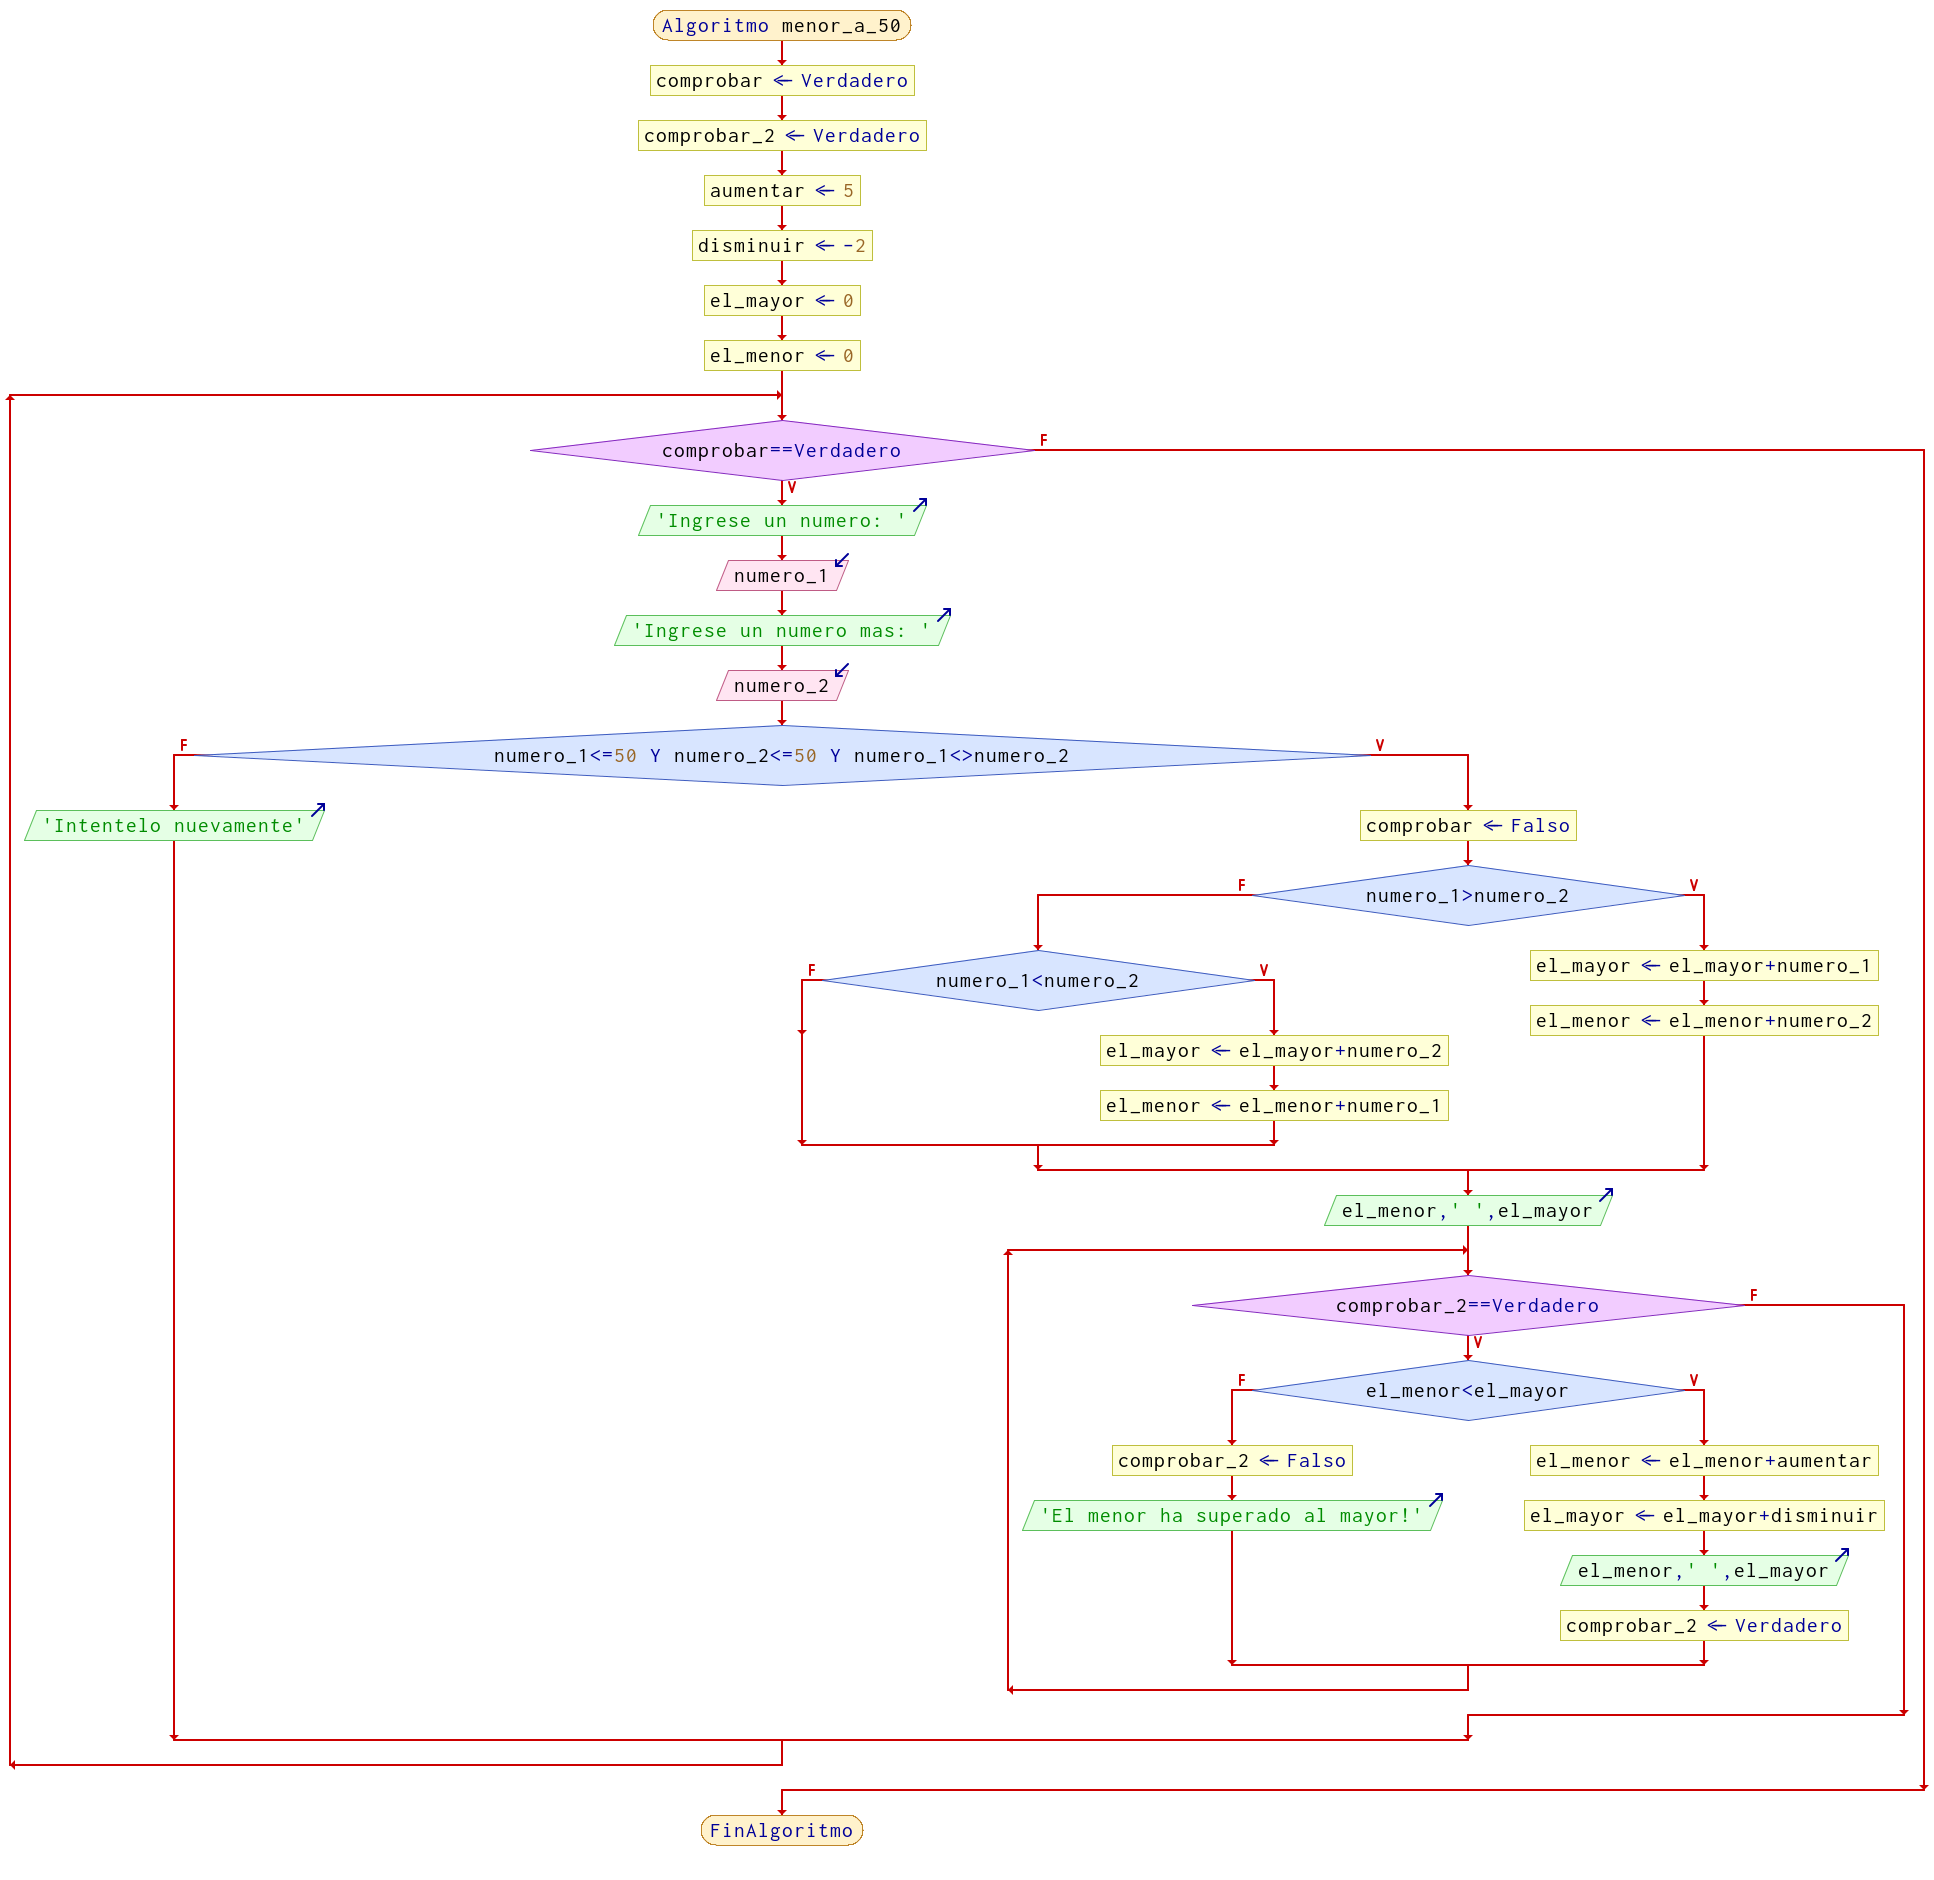 Algoritmo menor_a_50
comprobar ← Verdadero
comprobar_2 ← Verdadero
aumentar ← 5
disminuir ← -2
el_mayor ← 0
el_menor ← 0
comprobar==Verdadero
F
V
'Ingrese un numero: '
numero_1
'Ingrese un numero mas: '
numero_2
numero_1<=50 Y numero_2<=50 Y numero_1<>numero_2
F
V
'Intentelo nuevamente'
comprobar ← Falso
numero_1>numero_2
F
V
numero_1<numero_2
F
V
el_mayor ← el_mayor+numero_1
el_menor ← el_menor+numero_2
el_mayor ← el_mayor+numero_2
el_menor ← el_menor+numero_1
el_menor,' ',el_mayor
comprobar_2==Verdadero
F
V
el_menor<el_mayor
F
V
comprobar_2 ← Falso
'El menor ha superado al mayor!'
el_menor ← el_menor+aumentar
el_mayor ← el_mayor+disminuir
el_menor,' ',el_mayor
comprobar_2 ← Verdadero
FinAlgoritmo